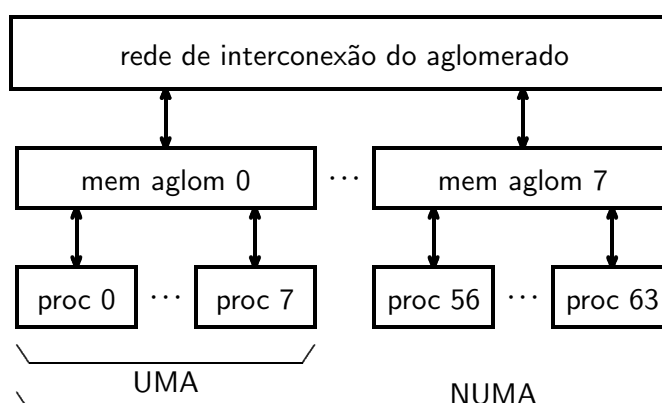 rede de interconexão do aglomerado
mem aglom 0 ··· mem aglom 7
proc 0 ··· proc 7 proc 56 ··· proc 63
UMA
NUMA